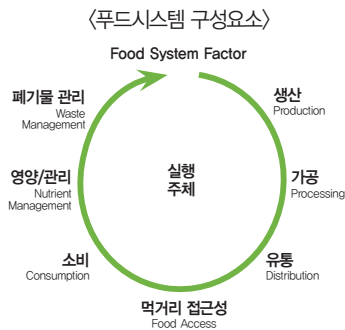 〈푸드시스템 구성요소〉
Food System Factor
생산
Production
가공
Processing
유통
Distribution
먹거리 접근성
Food Access
소비
Consumption
영양/관리
Nutrient
Management
폐기물 관리
Waste
Management
실행
주체